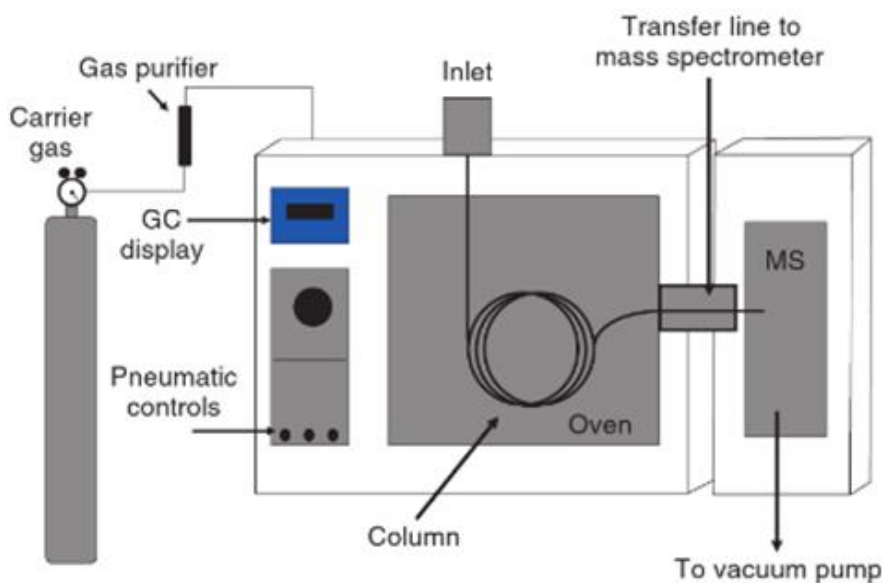 Transfer line to
mass spectrometer
Gas purifier
Inlet
Carrier
gas
GC
display
MS
Pneumatic
controls
Oven
Column
To vacuum pump